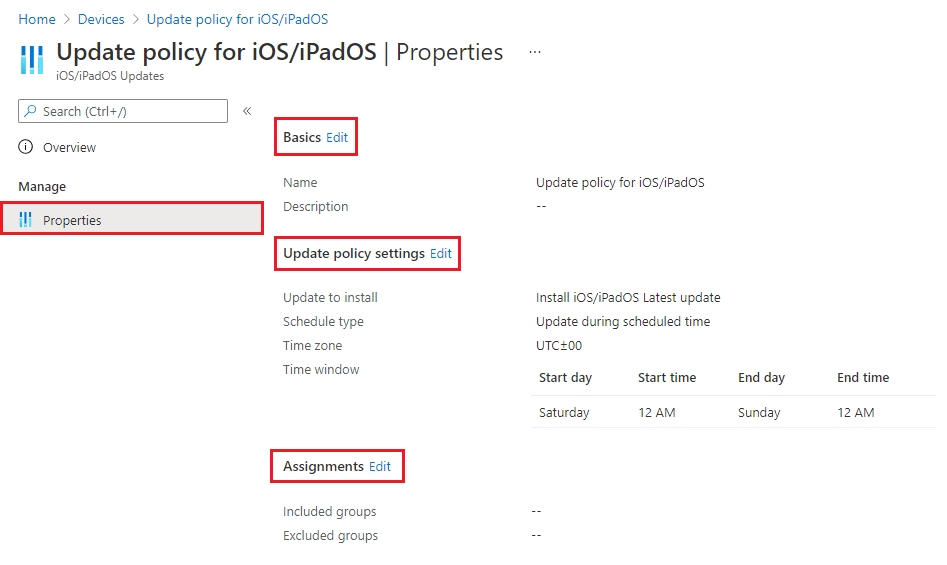 Home > Devices > Update policy for iOS/iPadOS
Update policy for iOS/iPadOS | Properties ...
iOS/iPadOS Updates
Search (Ctrl+/) «
Overview
Manage
Properties
Basics Edit
Name Update policy for iOS/iPadOS
Description --
Update policy settings Edit
Update to install Install iOS/iPadOS Latest update
Schedule type Update during scheduled time
Time zone UTC±00
Time window
Start day Start time End day End time
Saturday 12 AM Sunday 12 AM
Assignments Edit
Included groups --
Excluded groups --